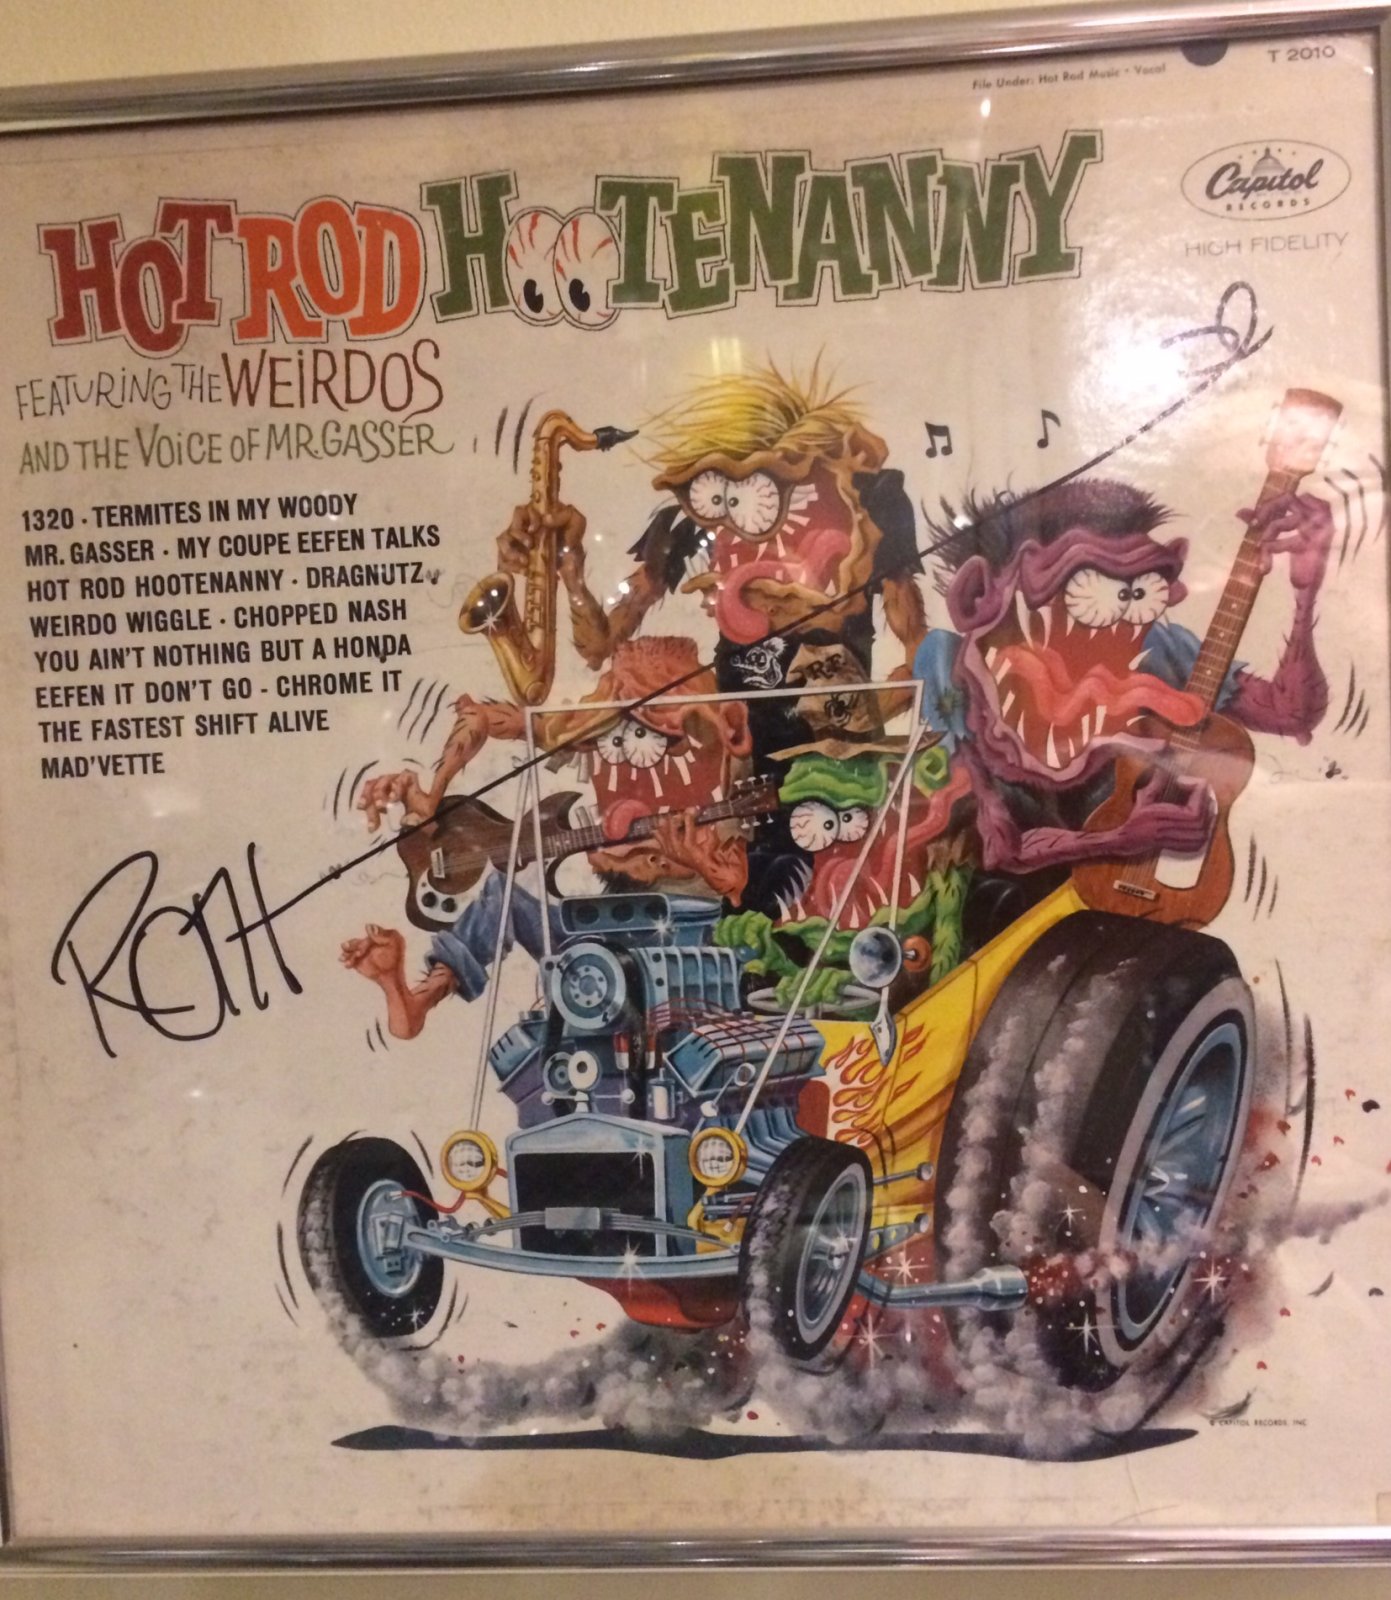 T 2010
File Under: Hot Rod Music • Vocal
Capitol
RECORDS
HIGH FIDELITY
HOT ROD HOOTENANNY
FEATURING THE WEIRDOS
AND THE VOICE OF MR. GASSER
1320 · TERMITES IN MY WOODY
MR. GASSER · MY COUPE EEFEN TALKS
HOT ROD HOOTENANNY · DRAGNUTZ
WEIRDO WIGGLE · CHOPPED NASH
YOU AIN'T NOTHING BUT A HONDA
EEFEN IT DON'T GO - CHROME IT
THE FASTEST SHIFT ALIVE
MAD'VETTE
R.F.
ROTH
© CAPITOL RECORDS, INC.